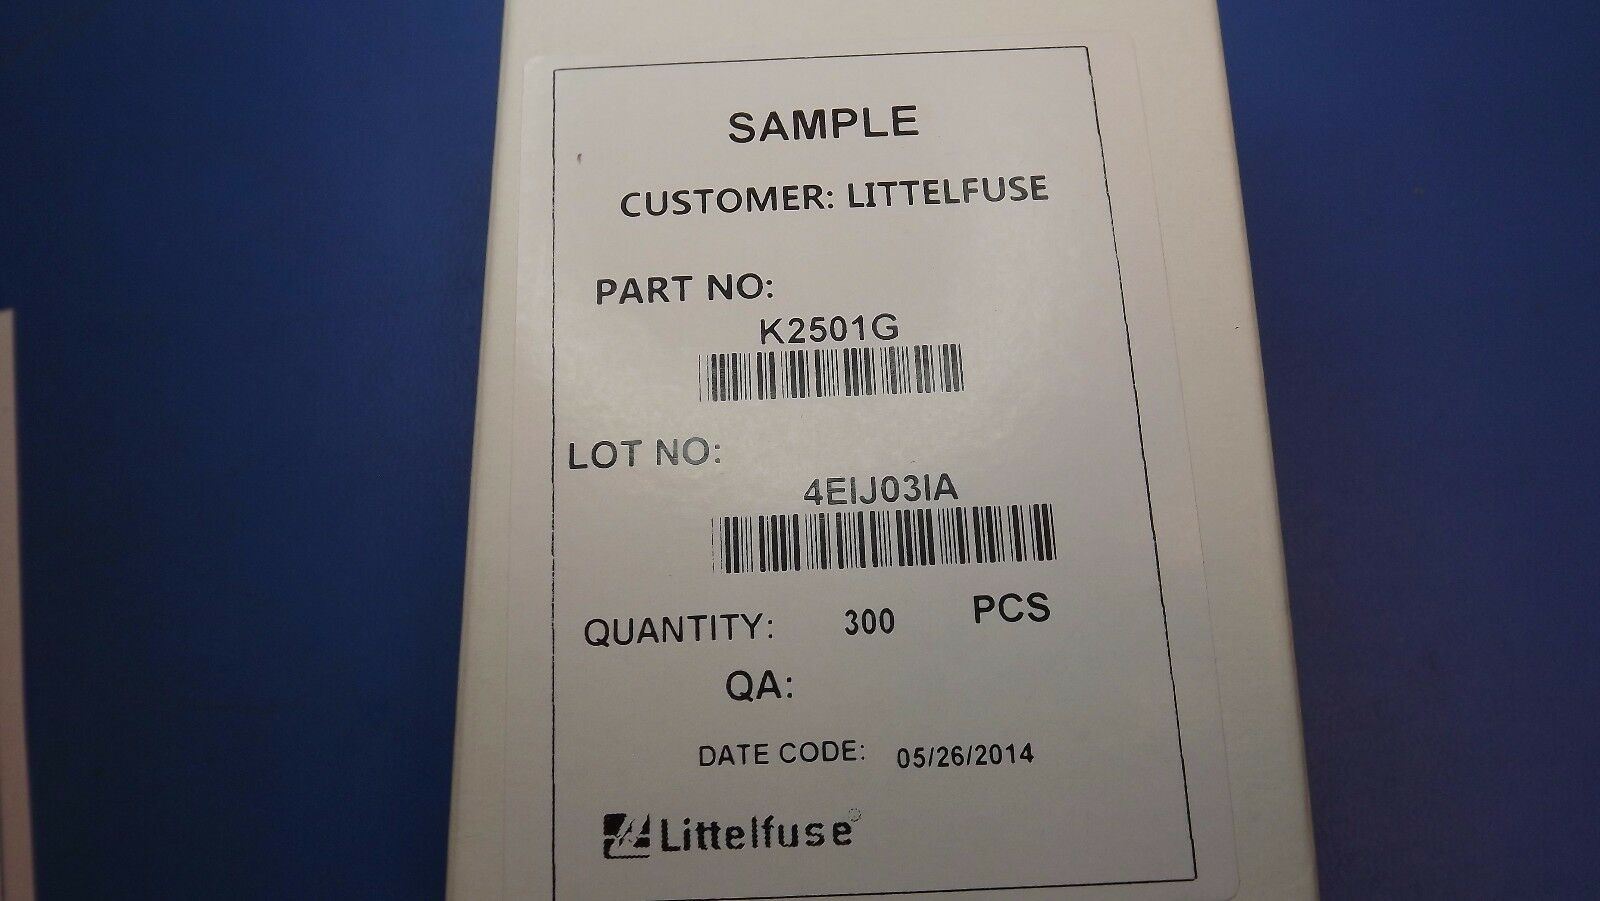 SAMPLE
CUSTOMER: LITTELFUSE
PART NO:
K2501G
LOT NO:
4EIJ03IA
QUANTITY: 300 PCS
QA:
DATE CODE: 05/26/2014
Littelfuse®